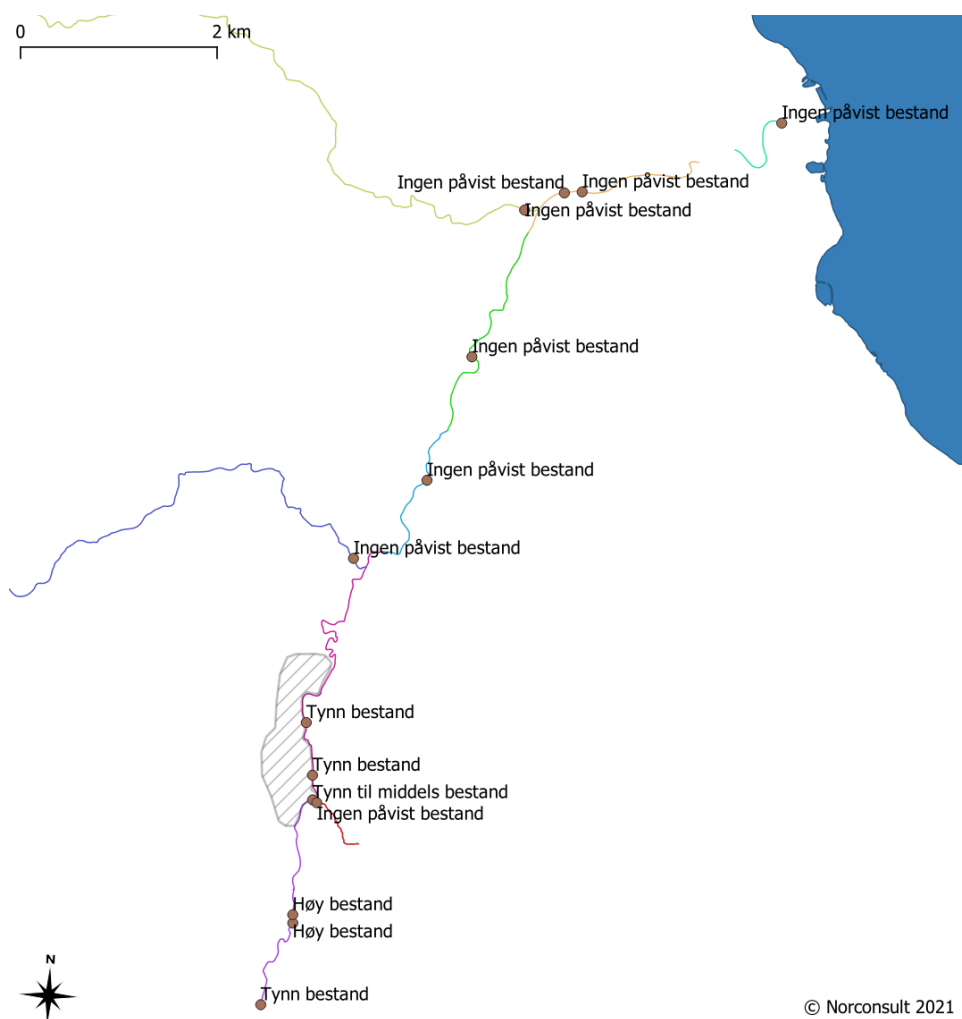 0 2 km
Ingen påvist bestand
Ingen påvist bestand
Ingen påvist bestand
Ingen påvist bestand
Ingen påvist bestand
Ingen påvist bestand
Ingen påvist bestand
Tynn bestand
Tynn bestand
Tynn til middels bestand
Ingen påvist bestand
Høy bestand
Høy bestand
Tynn bestand
N
© Norconsult 2021